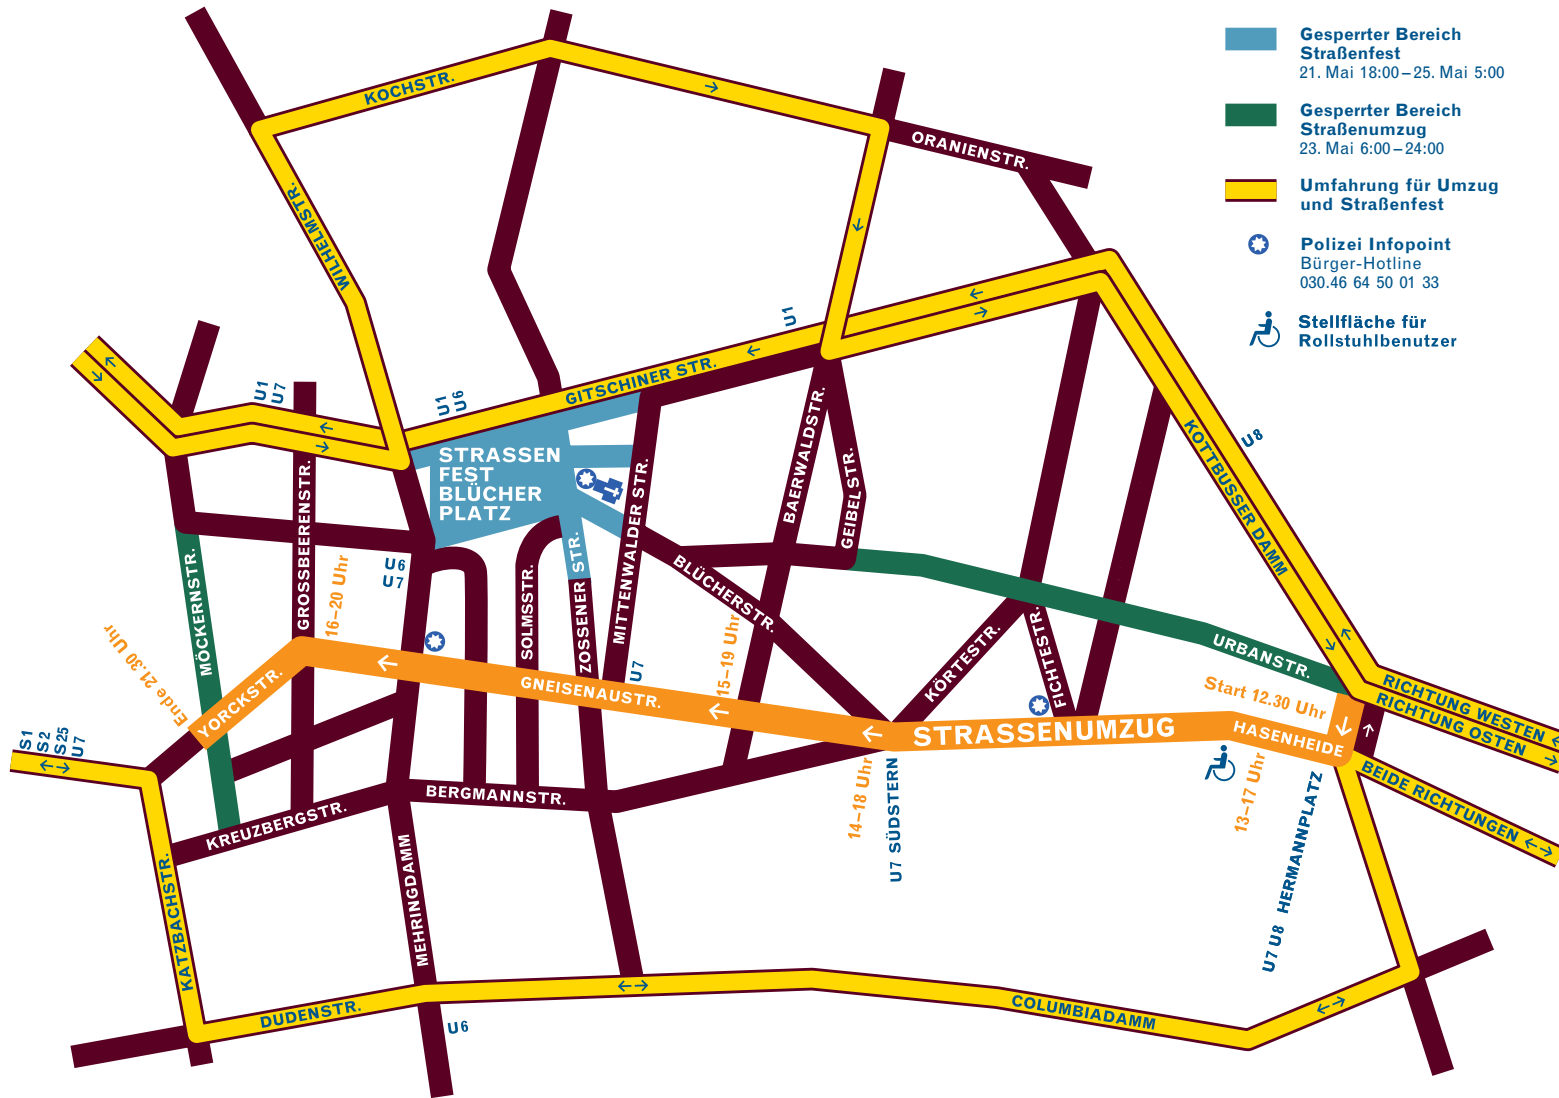 Gesperrter Bereich
Straßenfest
21. Mai 18:00–25. Mai 5:00
Gesperrter Bereich
Straßenumzug
23. Mai 6:00–24:00
Umfahrung für Umzug
und Straßenfest
Polizei Infopoint
Bürger-Hotline
030.46 64 50 01 33
Stellfläche für
Rollstuhlbenutzer
KOCHSTR.
ORANIENSTR.
WILHELMSTR.
U1
GITSCHINER STR.
U1
U7
U1
U6
STRASSEN
FEST
BLÜCHER
PLATZ
KOTTBUSSER DAMM
U8
BAERWALDSTR.
GEIBELSTR.
MITTENWALDER STR.
GROSSBEERENSTR.
MÖCKERNSTR.
U6
U7
16–20 Uhr
SOLMSSTR.
ZOSSENER STR.
BLÜCHERSTR.
U7
15–19 Uhr
KÖRTESTR.
FICHTESTR.
URBANSTR.
Ende 21.30 Uhr
YORCKSTR.
GNEISENAUSTR.
STRASSENUMZUG
Start 12.30 Uhr
HASENHEIDE
RICHTUNG WESTEN
RICHTUNG OSTEN
BEIDE RICHTUNGEN
S1
S2
S25
U7
14–18 Uhr
U7 SÜDSTERN
13–17 Uhr
U7 U8 HERMANNPLATZ
KREUZBERGSTR.
BERGMANNSTR.
KATZBACHSTR.
MEHRINGDAMM
DUDENSTR.
U6
COLUMBIADAMM